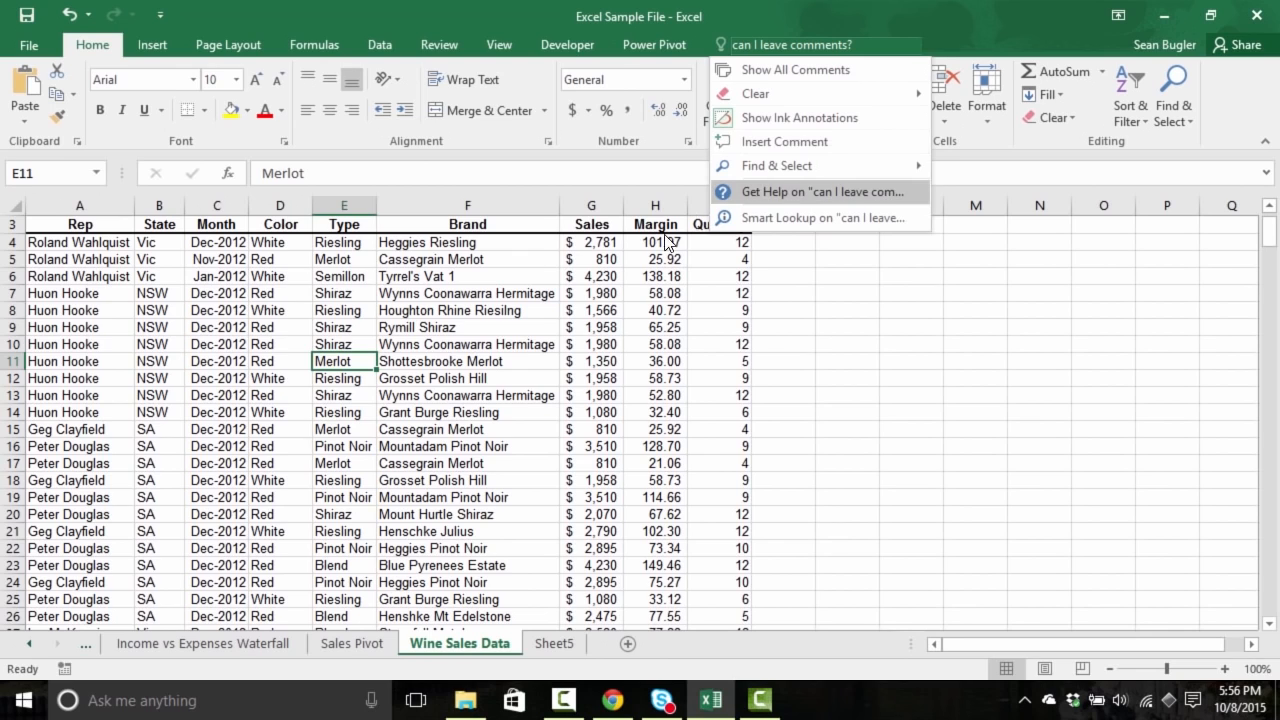 Excel Sample File - Excel
File Home Insert Page Layout Formulas Data Review View Developer Power Pivot can I leave comments? Sean Bugler Share
Paste Arial 10 A A Wrap Text General AutoSum
B I U A Merge & Center $ % , Delete Format Fill Sort & Find &
Clear Filter Select
Clipboard Font Alignment Number Cells Editing
Show All Comments
Clear
Show Ink Annotations
Insert Comment
Find & Select
Get Help on "can I leave com...
Smart Lookup on "can I leave...
E11 fx Merlot
A B C D E F G H M N O P Q
3 Rep State Month Color Type Brand Sales Margin
4 Roland Wahlquist Vic Dec-2012 White Riesling Heggies Riesling $ 2,781 12
5 Roland Wahlquist Vic Nov-2012 Red Merlot Cassegrain Merlot $ 810 25.92 4
6 Roland Wahlquist Vic Jan-2012 White Semillon Tyrrel's Vat 1 $ 4,230 138.18 12
7 Huon Hooke NSW Dec-2012 Red Shiraz Wynns Coonawarra Hermitage $ 1,980 58.08 12
8 Huon Hooke NSW Dec-2012 White Riesling Houghton Rhine Riesilng $ 1,566 40.72 9
9 Huon Hooke NSW Dec-2012 Red Shiraz Rymill Shiraz $ 1,958 65.25 9
10 Huon Hooke NSW Dec-2012 Red Shiraz Wynns Coonawarra Hermitage $ 1,980 58.08 12
11 Huon Hooke NSW Dec-2012 Red Merlot Shottesbrooke Merlot $ 1,350 36.00 5
12 Huon Hooke NSW Dec-2012 White Riesling Grosset Polish Hill $ 1,958 58.73 9
13 Huon Hooke NSW Dec-2012 Red Shiraz Wynns Coonawarra Hermitage $ 1,980 52.80 12
14 Huon Hooke NSW Dec-2012 White Riesling Grant Burge Riesling $ 1,080 32.40 6
15 Geg Clayfield SA Dec-2012 Red Merlot Cassegrain Merlot $ 810 25.92 4
16 Peter Douglas SA Dec-2012 Red Pinot Noir Mountadam Pinot Noir $ 3,510 128.70 9
17 Peter Douglas SA Dec-2012 Red Merlot Cassegrain Merlot $ 810 21.06 4
18 Geg Clayfield SA Dec-2012 White Riesling Grosset Polish Hill $ 1,958 58.73 9
19 Peter Douglas SA Dec-2012 Red Pinot Noir Mountadam Pinot Noir $ 3,510 114.66 9
20 Peter Douglas SA Dec-2012 Red Shiraz Mount Hurtle Shiraz $ 2,070 67.62 12
21 Geg Clayfield SA Dec-2012 White Riesling Henschke Julius $ 2,790 102.30 12
22 Peter Douglas SA Dec-2012 Red Pinot Noir Heggies Pinot Noir $ 2,895 73.34 10
23 Peter Douglas SA Dec-2012 Red Blend Blue Pyrenees Estate $ 4,230 149.46 12
24 Geg Clayfield SA Dec-2012 Red Pinot Noir Heggies Pinot Noir $ 2,895 75.27 10
25 Peter Douglas SA Dec-2012 White Riesling Grant Burge Riesling $ 1,080 33.12 6
26 Peter Douglas SA Dec-2012 Red Blend Henshke Mt Edelstone $ 2,475 77.55 5
... Income vs Expenses Waterfall Sales Pivot Wine Sales Data Sheet5
Ready 100%
Ask me anything 5:56 PM
10/8/2015